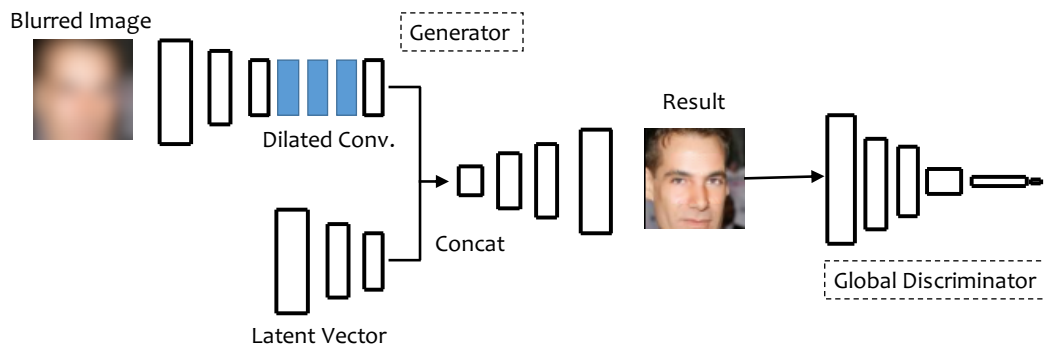 Blurred Image
Generator
Dilated Conv.
Result
Concat
Latent Vector
Global Discriminator